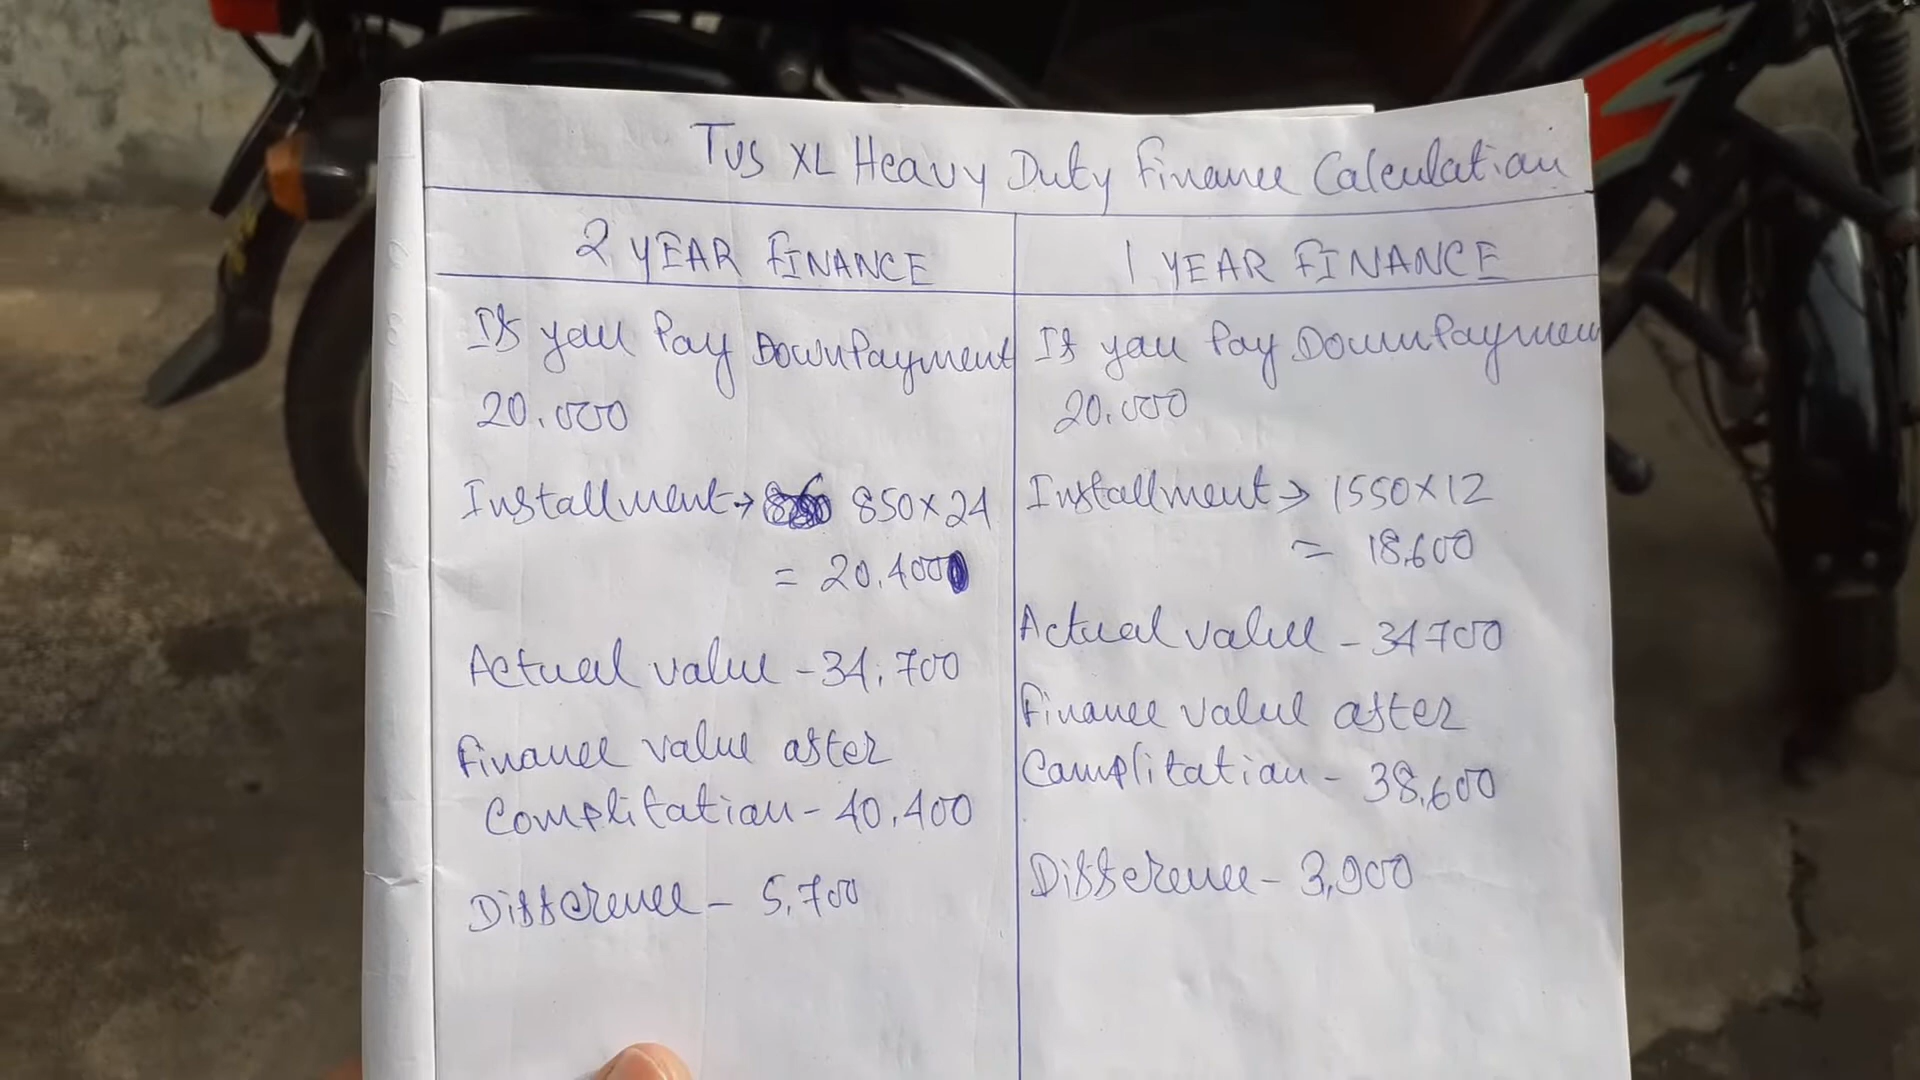 TVS XL Heavy Duty Finance Calculation
2 YEAR FINANCE
If you Pay DownPayment
20.000
Installment → 850×24
= 20.400
Actual value - 34.700
Finance value after
Complitation - 40.400
Difference - 5.700
1 YEAR FINANCE
If you Pay DownPaymen
20.000
Installment → 1550×12
= 18,600
Actual value - 34700
Finance value after
Complitation - 38,600
Difference - 3,900